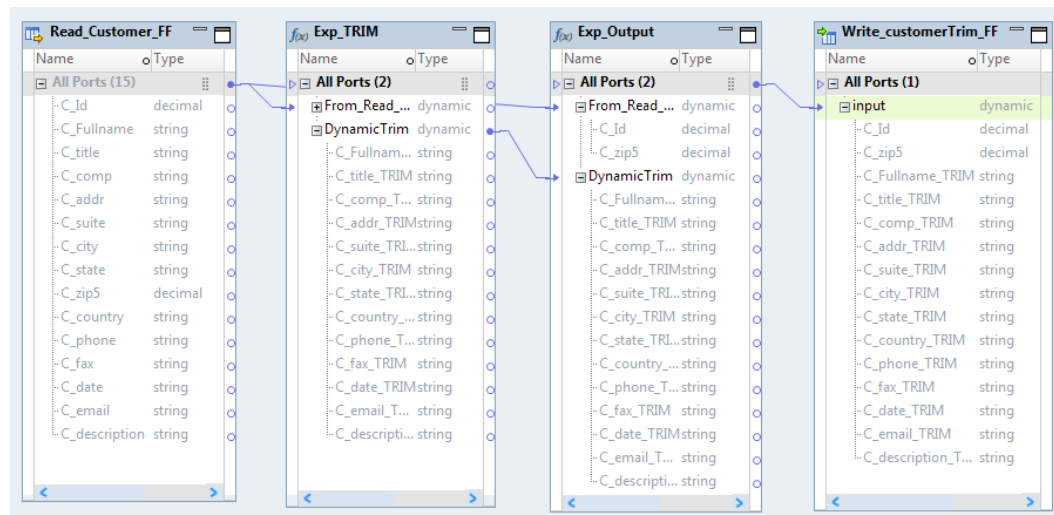 Read_Customer_FF
Name Type
All Ports (15)
C_Id decimal
C_Fullname string
C_title string
C_comp string
C_addr string
C_suite string
C_city string
C_state string
C_zip5 decimal
C_country string
C_phone string
C_fax string
C_date string
C_email string
C_description string
f(x) Exp_TRIM
Name Type
All Ports (2)
From_Read_... dynamic
DynamicTrim dynamic
C_Fullnam... string
C_title_TRIM string
C_comp_T... string
C_addr_TRIM string
C_suite_TRI... string
C_city_TRIM string
C_state_TRI... string
C_country_... string
C_phone_T... string
C_fax_TRIM string
C_date_TRIM string
C_email_T... string
C_descripti... string
f(x) Exp_Output
Name Type
All Ports (2)
From_Read_... dynamic
C_Id decimal
C_zip5 decimal
DynamicTrim dynamic
C_Fullnam... string
C_title_TRIM string
C_comp_T... string
C_addr_TRIM string
C_suite_TRI... string
C_city_TRIM string
C_state_TRI... string
C_country_... string
C_phone_T... string
C_fax_TRIM string
C_date_TRIM string
C_email_T... string
C_descripti... string
Write_customerTrim_FF
Name Type
All Ports (1)
input dynamic
C_Id decimal
C_zip5 decimal
C_Fullname_TRIM string
C_title_TRIM string
C_comp_TRIM string
C_addr_TRIM string
C_suite_TRIM string
C_city_TRIM string
C_state_TRIM string
C_country_TRIM string
C_phone_TRIM string
C_fax_TRIM string
C_date_TRIM string
C_email_TRIM string
C_description_T... string